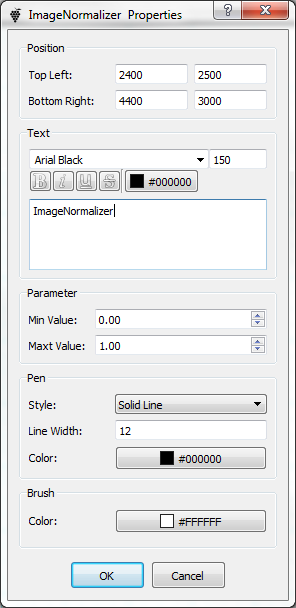 ImageNormalizer Properties
Position
Top Left: 2400 2500
Bottom Right: 4400 3000
Text
Arial Black 150
B i U S #000000
ImageNormalizer
Parameter
Min Value: 0.00
Maxt Value: 1.00
Pen
Style: Solid Line
Line Width: 12
Color: #000000
Brush
Color: #FFFFFF
OK Cancel